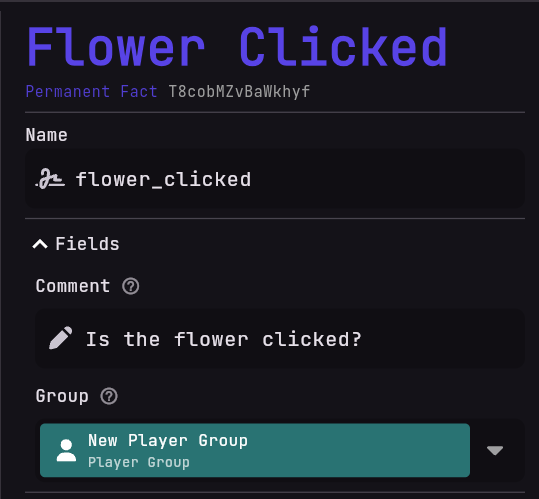 Flower Clicked
Permanent Fact T8cobMZvBaWkhyf
Name
flower_clicked
Fields
Comment
Is the flower clicked?
Group
New Player Group
Player Group